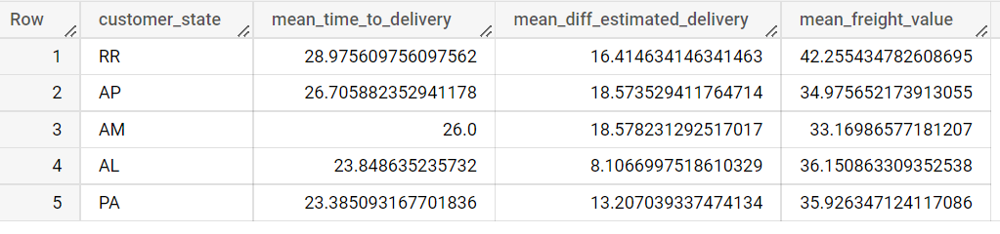 Row customer_state mean_time_to_delivery mean_diff_estimated_delivery mean_freight_value
1 RR 28.975609756097562 16.414634146341463 42.255434782608695
2 AP 26.705882352941178 18.573529411764714 34.975652173913055
3 AM 26.0 18.578231292517017 33.16986577181207
4 AL 23.848635235732 8.1066997518610329 36.150863309352538
5 PA 23.385093167701836 13.207039337474134 35.926347124117086